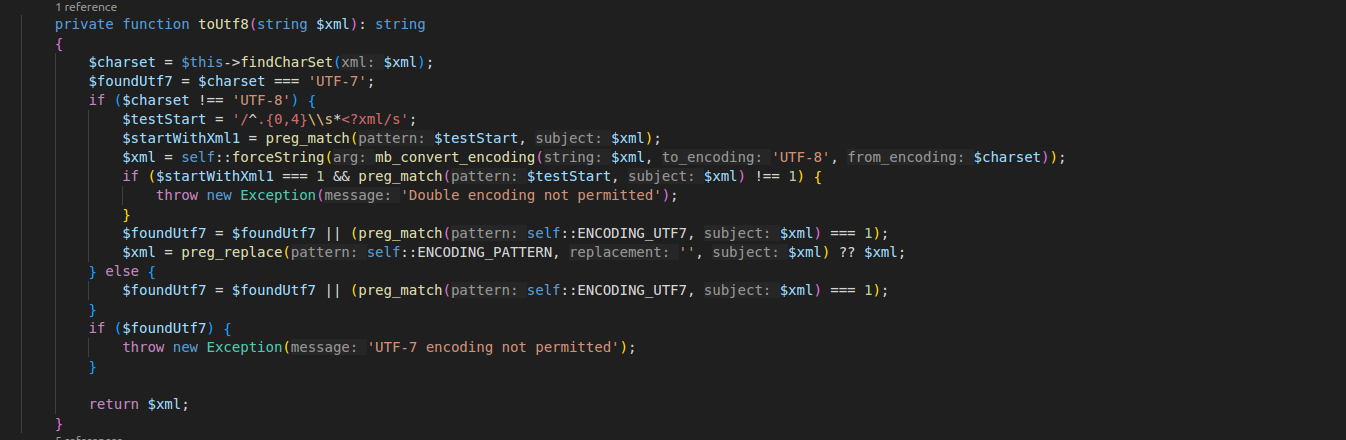 1 reference
private function toUtf8(string $xml): string
{
$charset = $this->findCharSet(xml: $xml);
$foundUtf7 = $charset === 'UTF-7';
if ($charset !== 'UTF-8') {
$testStart = '/^.{0,4}\\s*<?xml/s';
$startWithXml1 = preg_match(pattern: $testStart, subject: $xml);
$xml = self::forceString(arg: mb_convert_encoding(string: $xml, to_encoding: 'UTF-8', from_encoding: $charset));
if ($startWithXml1 === 1 && preg_match(pattern: $testStart, subject: $xml) !== 1) {
throw new Exception(message: 'Double encoding not permitted');
}
$foundUtf7 = $foundUtf7 || (preg_match(pattern: self::ENCODING_UTF7, subject: $xml) === 1);
$xml = preg_replace(pattern: self::ENCODING_PATTERN, replacement: '', subject: $xml) ?? $xml;
} else {
$foundUtf7 = $foundUtf7 || (preg_match(pattern: self::ENCODING_UTF7, subject: $xml) === 1);
}
if ($foundUtf7) {
throw new Exception(message: 'UTF-7 encoding not permitted');
}
return $xml;
}